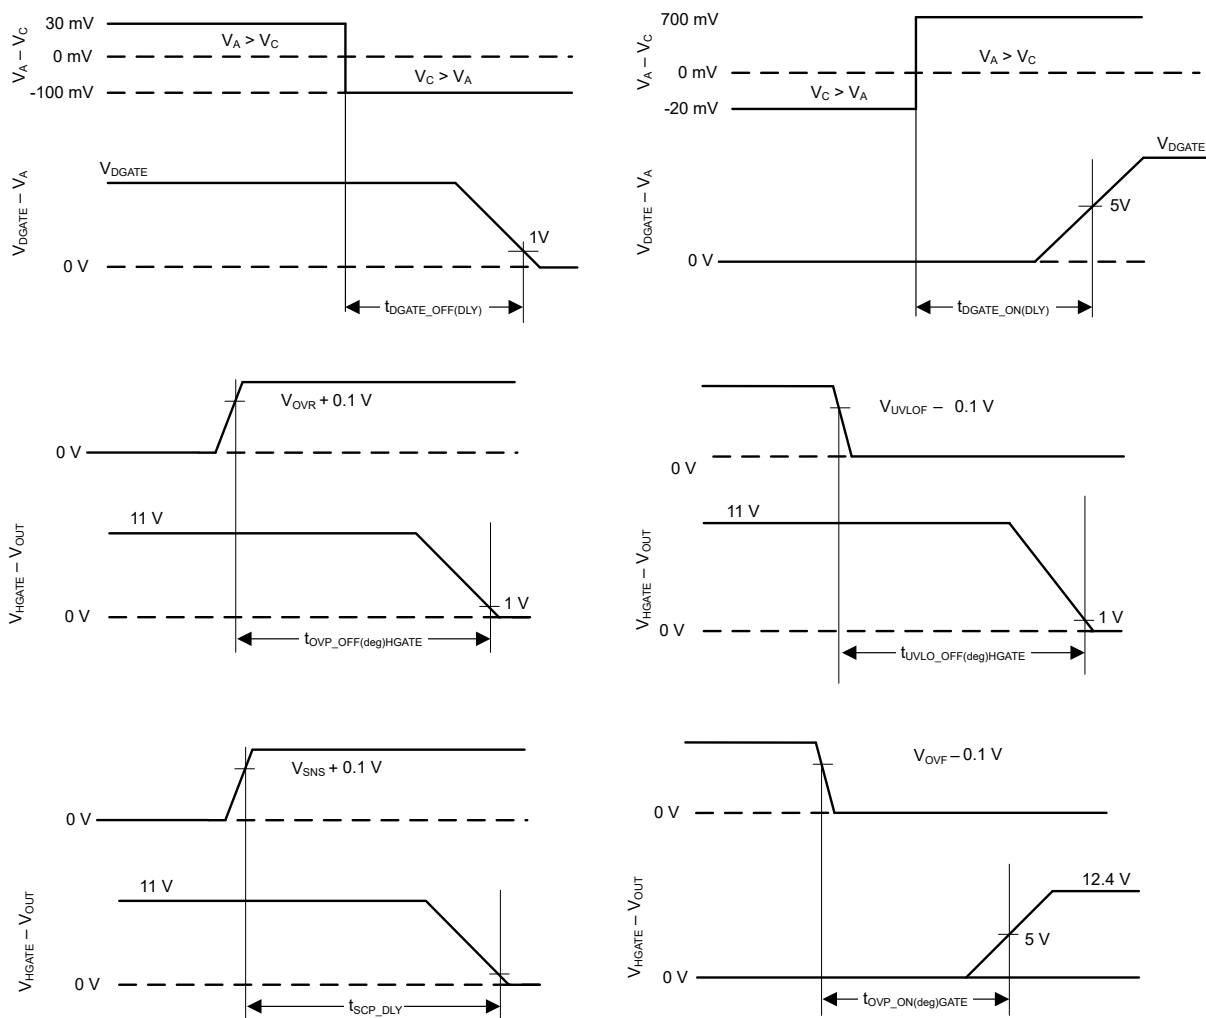 30 mV
V_A > V_C
0 mV
V_C > V_A
-100 mV
V_A – V_C
V_DGATE
V_DGATE – V_A
1V
0 V
t_DGATE_OFF(DLY)
700 mV
V_A > V_C
0 mV
V_C > V_A
-20 mV
V_A – V_C
V_DGATE
V_DGATE – V_A
5V
0 V
t_DGATE_ON(DLY)
V_OVR + 0.1 V
0 V
11 V
V_HGATE – V_OUT
1 V
0 V
t_OVP_OFF(deg)HGATE
V_UVLOF – 0.1 V
0 V
11 V
V_HGATE – V_OUT
1 V
0 V
t_UVLO_OFF(deg)HGATE
V_SNS + 0.1 V
0 V
11 V
V_HGATE – V_OUT
0 V
t_SCP_DLY
V_OVF – 0.1 V
0 V
12.4 V
V_HGATE – V_OUT
5 V
0 V
t_OVP_ON(deg)GATE